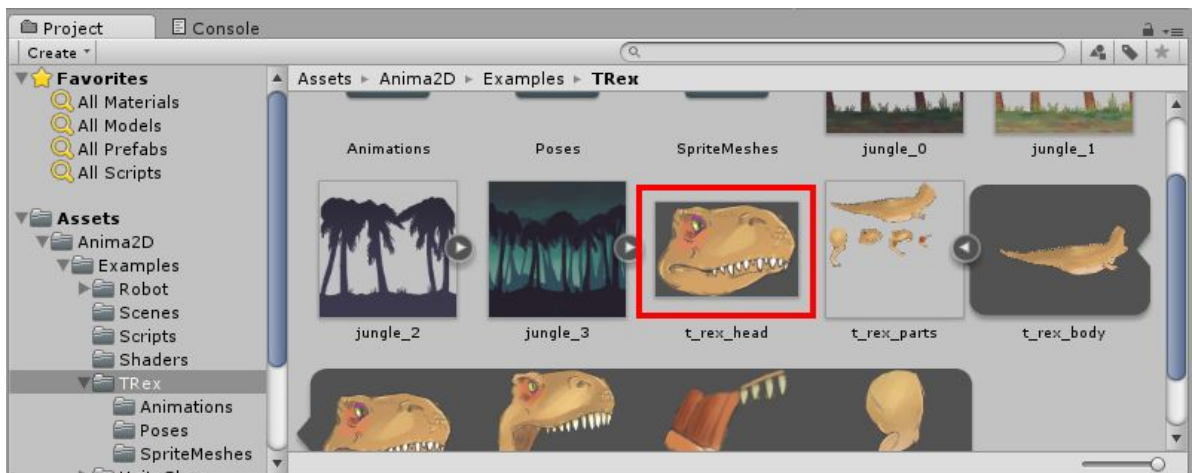 Project
Console
Create
Favorites
All Materials
All Models
All Prefabs
All Scripts
Assets
Anima2D
Examples
Robot
Scenes
Scripts
Shaders
TRex
Animations
Poses
SpriteMeshes
Assets Anima2D Examples TRex
Animations Poses SpriteMeshes jungle_0 jungle_1
jungle_2 jungle_3 t_rex_head t_rex_parts t_rex_body